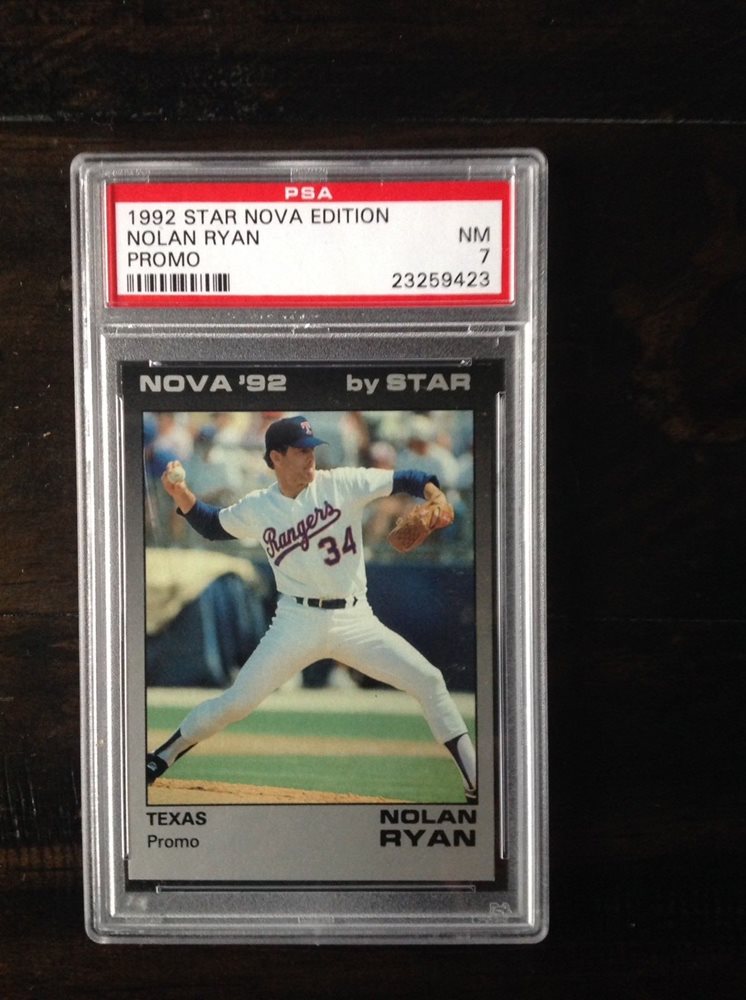 PSA
1992 STAR NOVA EDITION
NOLAN RYAN NM
PROMO 7
23259423
NOVA '92 by STAR
T
Rangers
34
TEXAS NOLAN
Promo RYAN